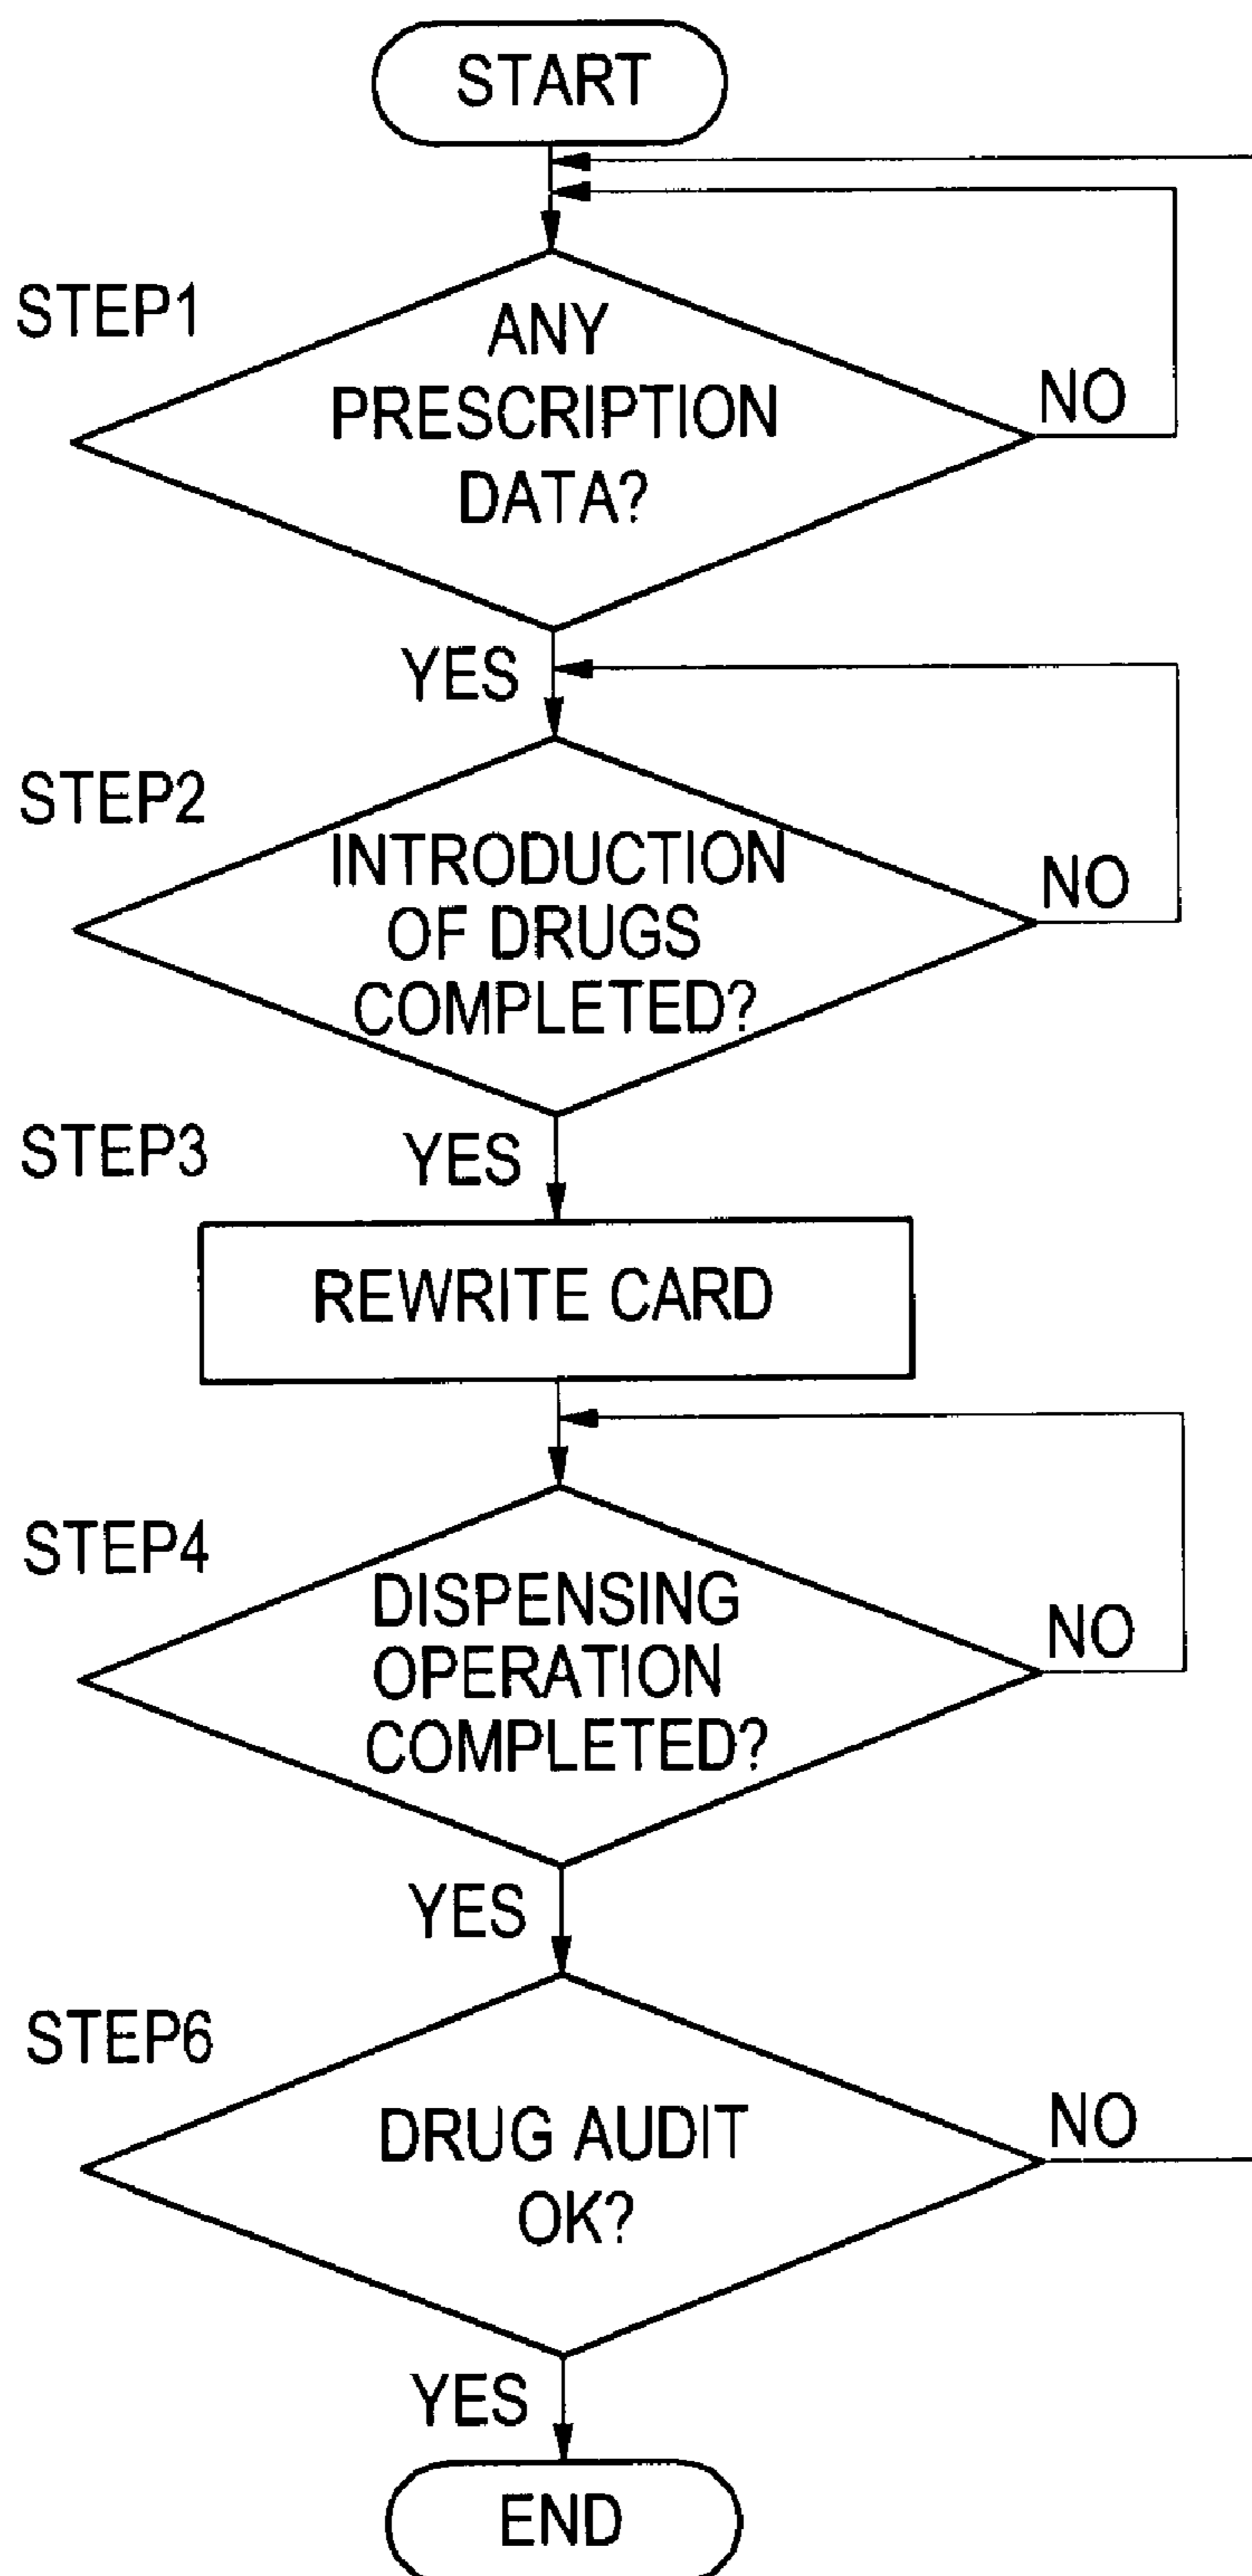 START
STEP1
ANY
PRESCRIPTION
DATA?
NO
YES
STEP2
INTRODUCTION
OF DRUGS
COMPLETED?
NO
STEP3
YES
REWRITE CARD
STEP4
DISPENSING
OPERATION
COMPLETED?
NO
YES
STEP6
DRUG AUDIT
OK?
NO
YES
END